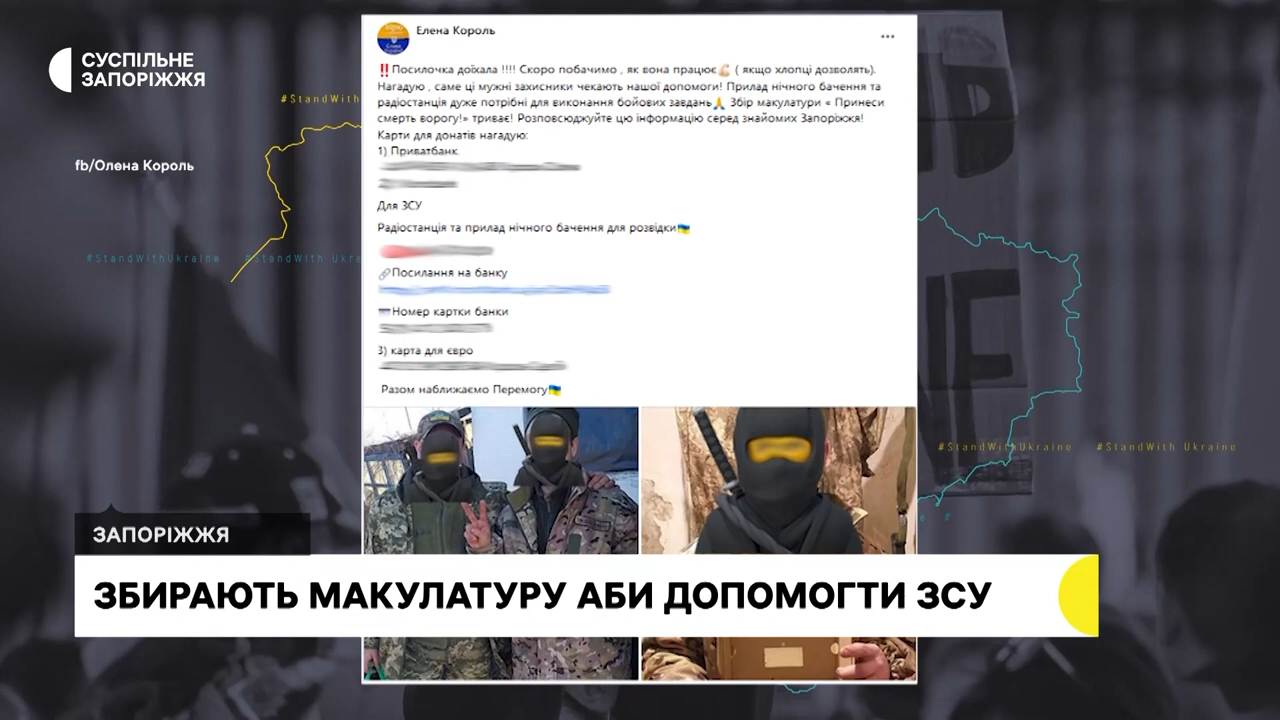 СУСПІЛЬНЕ
ЗАПОРІЖЖЯ
fb/Олена Король
#StandWith
#StandWithUkraine
#StandWith Ukra
Елена Король
‼️Посилочка доїхала !!!! Скоро побачимо , як вона працює💪🏻 ( якщо хлопці дозволять).
Нагадую , саме ці мужні захисники чекають нашої допомоги! Прилад нічного бачення та
радіостанція дуже потрібні для виконання бойових завдань🙏 Збір макулатури « Принеси
смерть ворогу!» триває! Розповсюджуйте цю інформацію серед знайомих Запоріжжя!
Карти для донатів нагадую:
1) Приватбанк
Для ЗСУ
Радіостанція та прилад нічного бачення для розвідки🇺🇦
🔗Посилання на банку
💳Номер картки банки
3) карта для євро
Разом наближаємо Перемогу🇺🇦
#StandWithUkraine
#StandWith Ukraine
ЗАПОРІЖЖЯ
ЗБИРАЮТЬ МАКУЛАТУРУ АБИ ДОПОМОГТИ ЗСУ